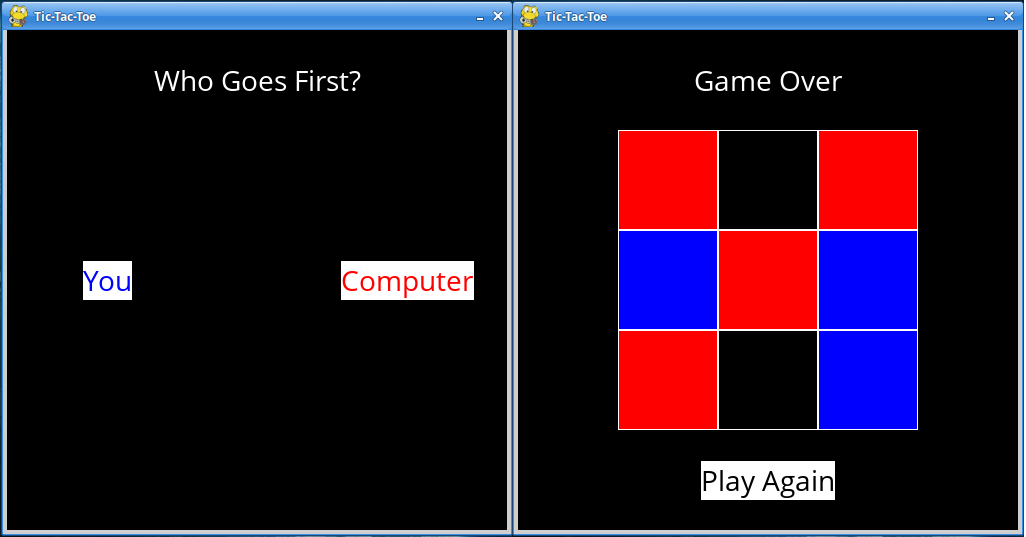 Tic-Tac-Toe
Who Goes First?
You
Computer
Tic-Tac-Toe
Game Over
Play Again